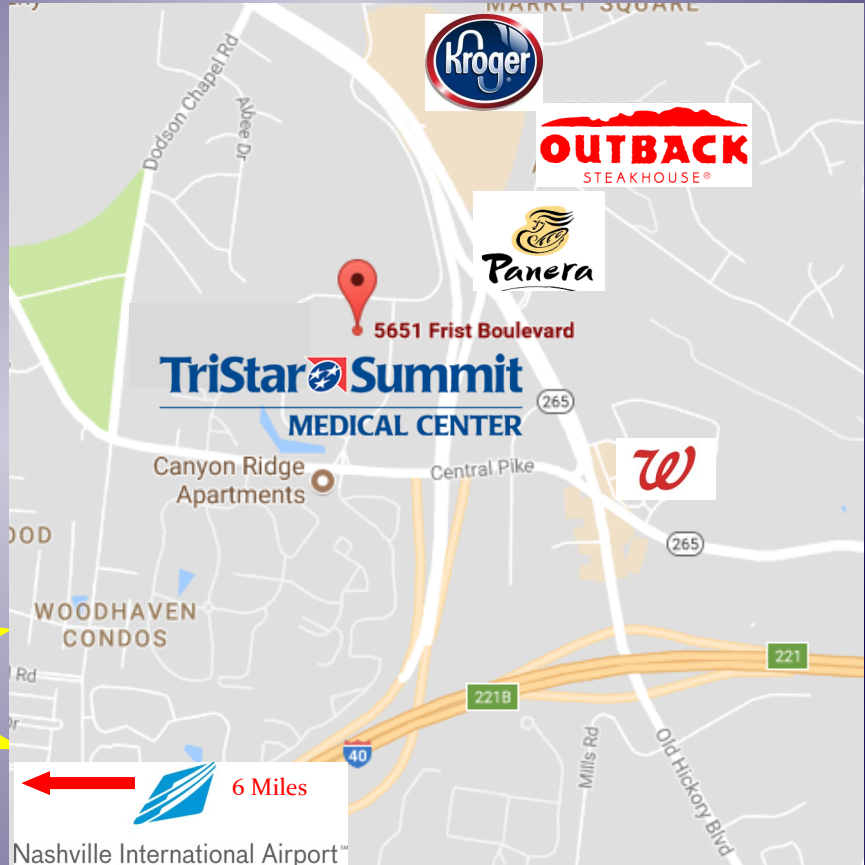 MARKET SQUARE
Kroger
Dodson Chapel Rd
Albee Dr
OUTBACK
STEAKHOUSE®
Panera
5651 Frist Boulevard
TriStar Summit
MEDICAL CENTER
265
Canyon Ridge
Apartments
Central Pike
W
265
OOD
WOODHAVEN
CONDOS
Rd
221
221B
40
Mills Rd
Old Hickory Blvd
6 Miles
Nashville International Airport℠